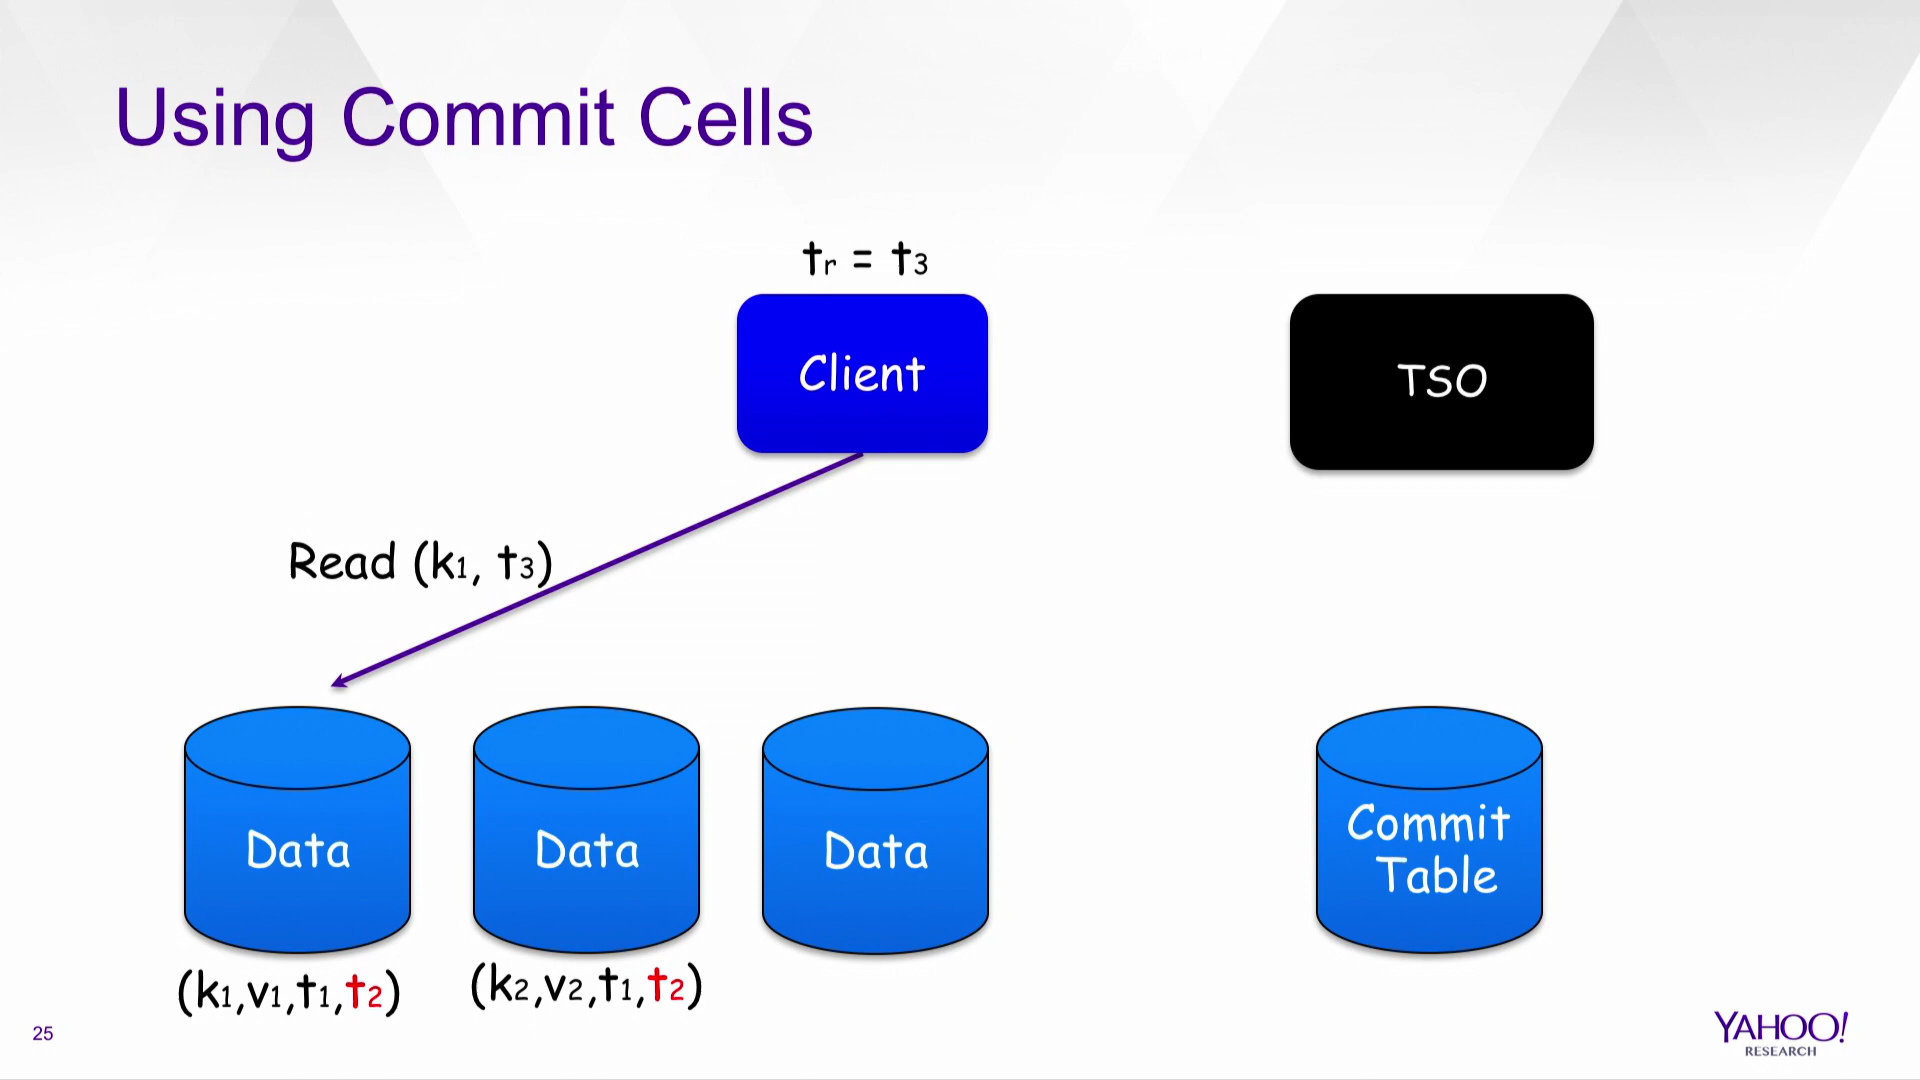 Using Commit Cells
tr = t3
Client
TSO
Read (k1, t3)
Data
Data
Data
Commit
Table
(k1,v1,t1,t2)
(k2,v2,t1,t2)
25
YAHOO!
RESEARCH